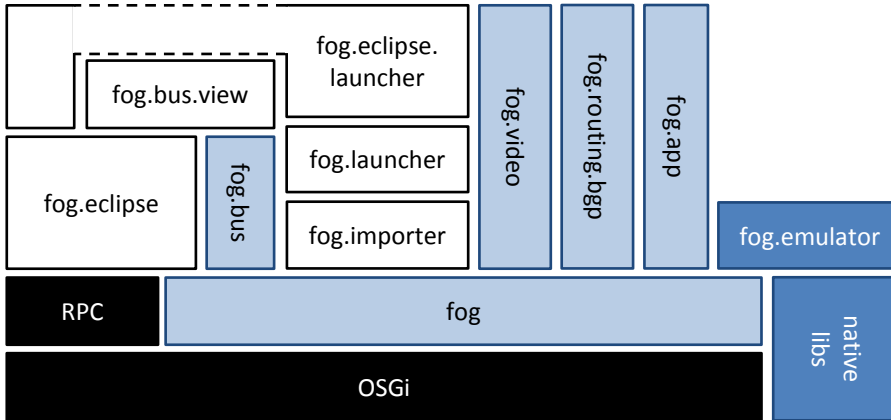 fog.eclipse.
launcher
fog.bus.view
fog.video
fog.routing.bgp
fog.app
fog.launcher
fog.eclipse
fog.bus
fog.importer
fog.emulator
RPC
fog
native
libs
OSGi